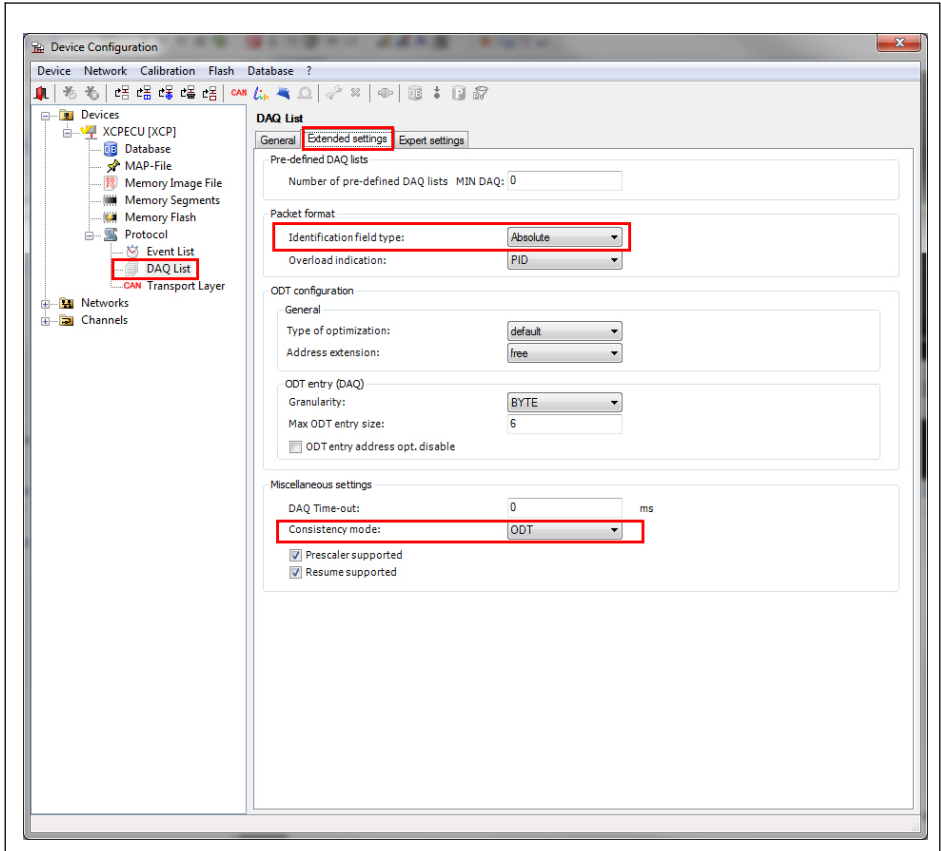 Device Configuration
Device Network Calibration Flash Database ?
CAN
Devices
XCPECU [XCP]
Database
MAP-File
Memory Image File
Memory Segments
Memory Flash
Protocol
Event List
DAQ List
CAN Transport Layer
Networks
Channels
DAQ List
General Extended settings Expert settings
Pre-defined DAQ lists
Number of pre-defined DAQ lists MIN DAQ: 0
Packet format
Identification field type: Absolute
Overload indication: PID
ODT configuration
General
Type of optimization: default
Address extension: free
ODT entry (DAQ)
Granularity: BYTE
Max ODT entry size: 6
ODT entry address opt. disable
Miscellaneous settings
DAQ Time-out: 0 ms
Consistency mode: ODT
Prescaler supported
Resume supported